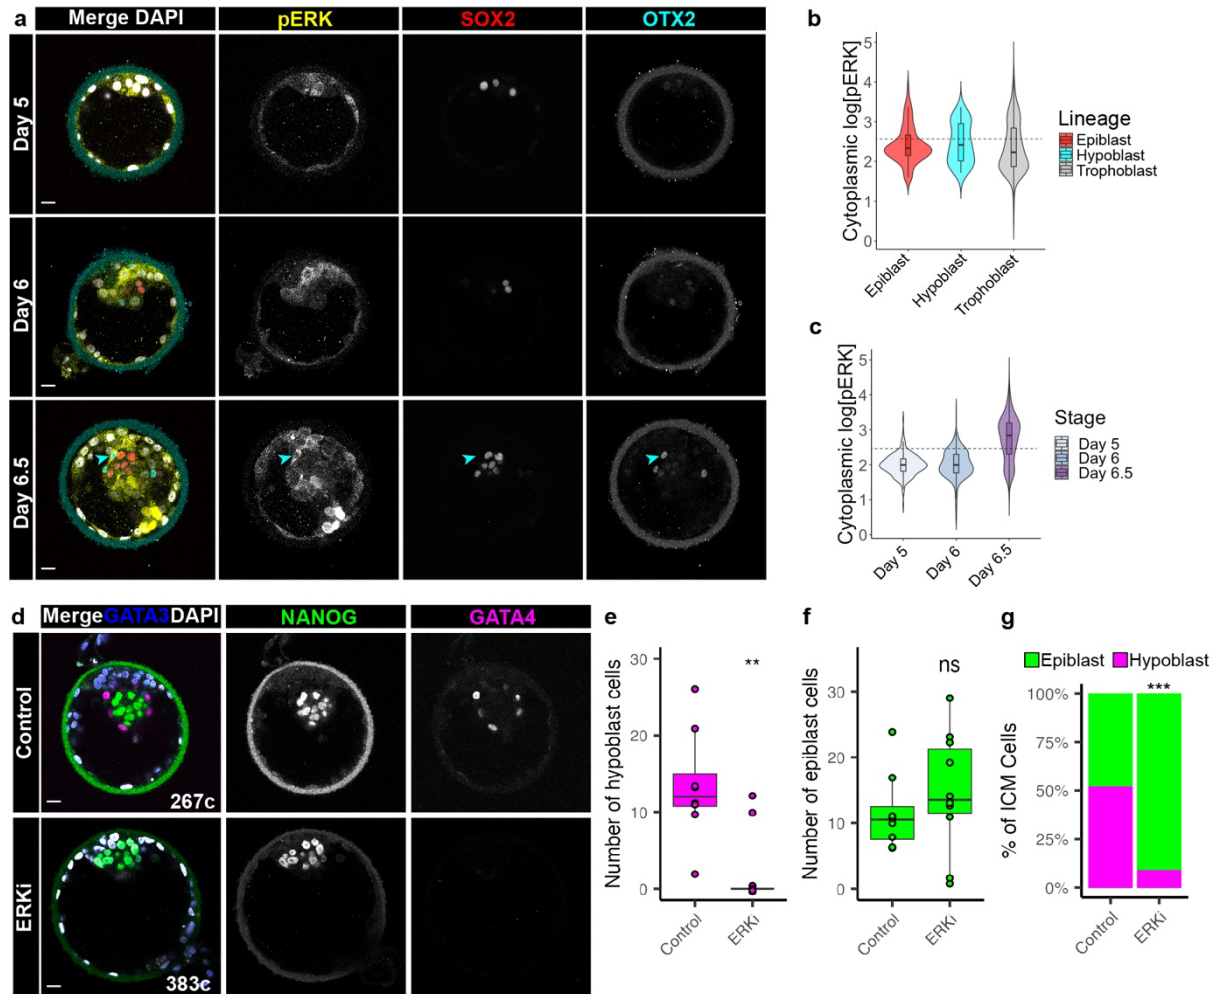 a
Merge DAPI
pERK
SOX2
OTX2
Day 5
Day 6
Day 6.5
b
Cytoplasmic log[pERK]
5
4
3
2
1
0
Epiblast
Hypoblast
Trophoblast
Lineage
Epiblast
Hypoblast
Trophoblast
c
Cytoplasmic log[pERK]
5
4
3
2
1
0
Day 5
Day 6
Day 6.5
Stage
Day 5
Day 6
Day 6.5
d
MergeGATA3DAPI
NANOG
GATA4
Control
267c
ERKi
383c
e
Number of hypoblast cells
30
20
10
0
**
Control
ERKi
f
Number of epiblast cells
30
20
10
0
ns
Control
ERKi
g
Epiblast
Hypoblast
% of ICM Cells
100%
75%
50%
25%
0%
***
Control
ERKi